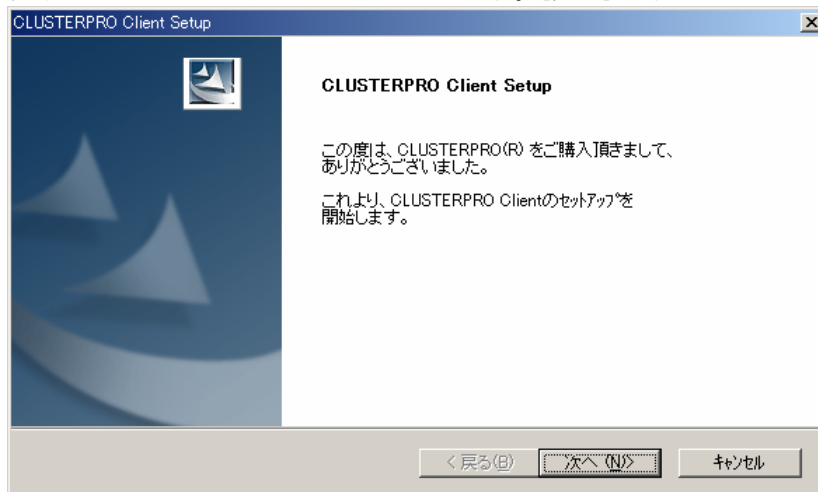 CLUSTERPRO Client Setup
CLUSTERPRO Client Setup
この度は、CLUSTERPRO(R) をご購入頂きまして、
ありがとうございました。
これより、CLUSTERPRO Clientのｾｯﾄｱｯﾌﾟを
開始します。
< 戻る(B)
次へ (N)>
ｷｬﾝｾﾙ